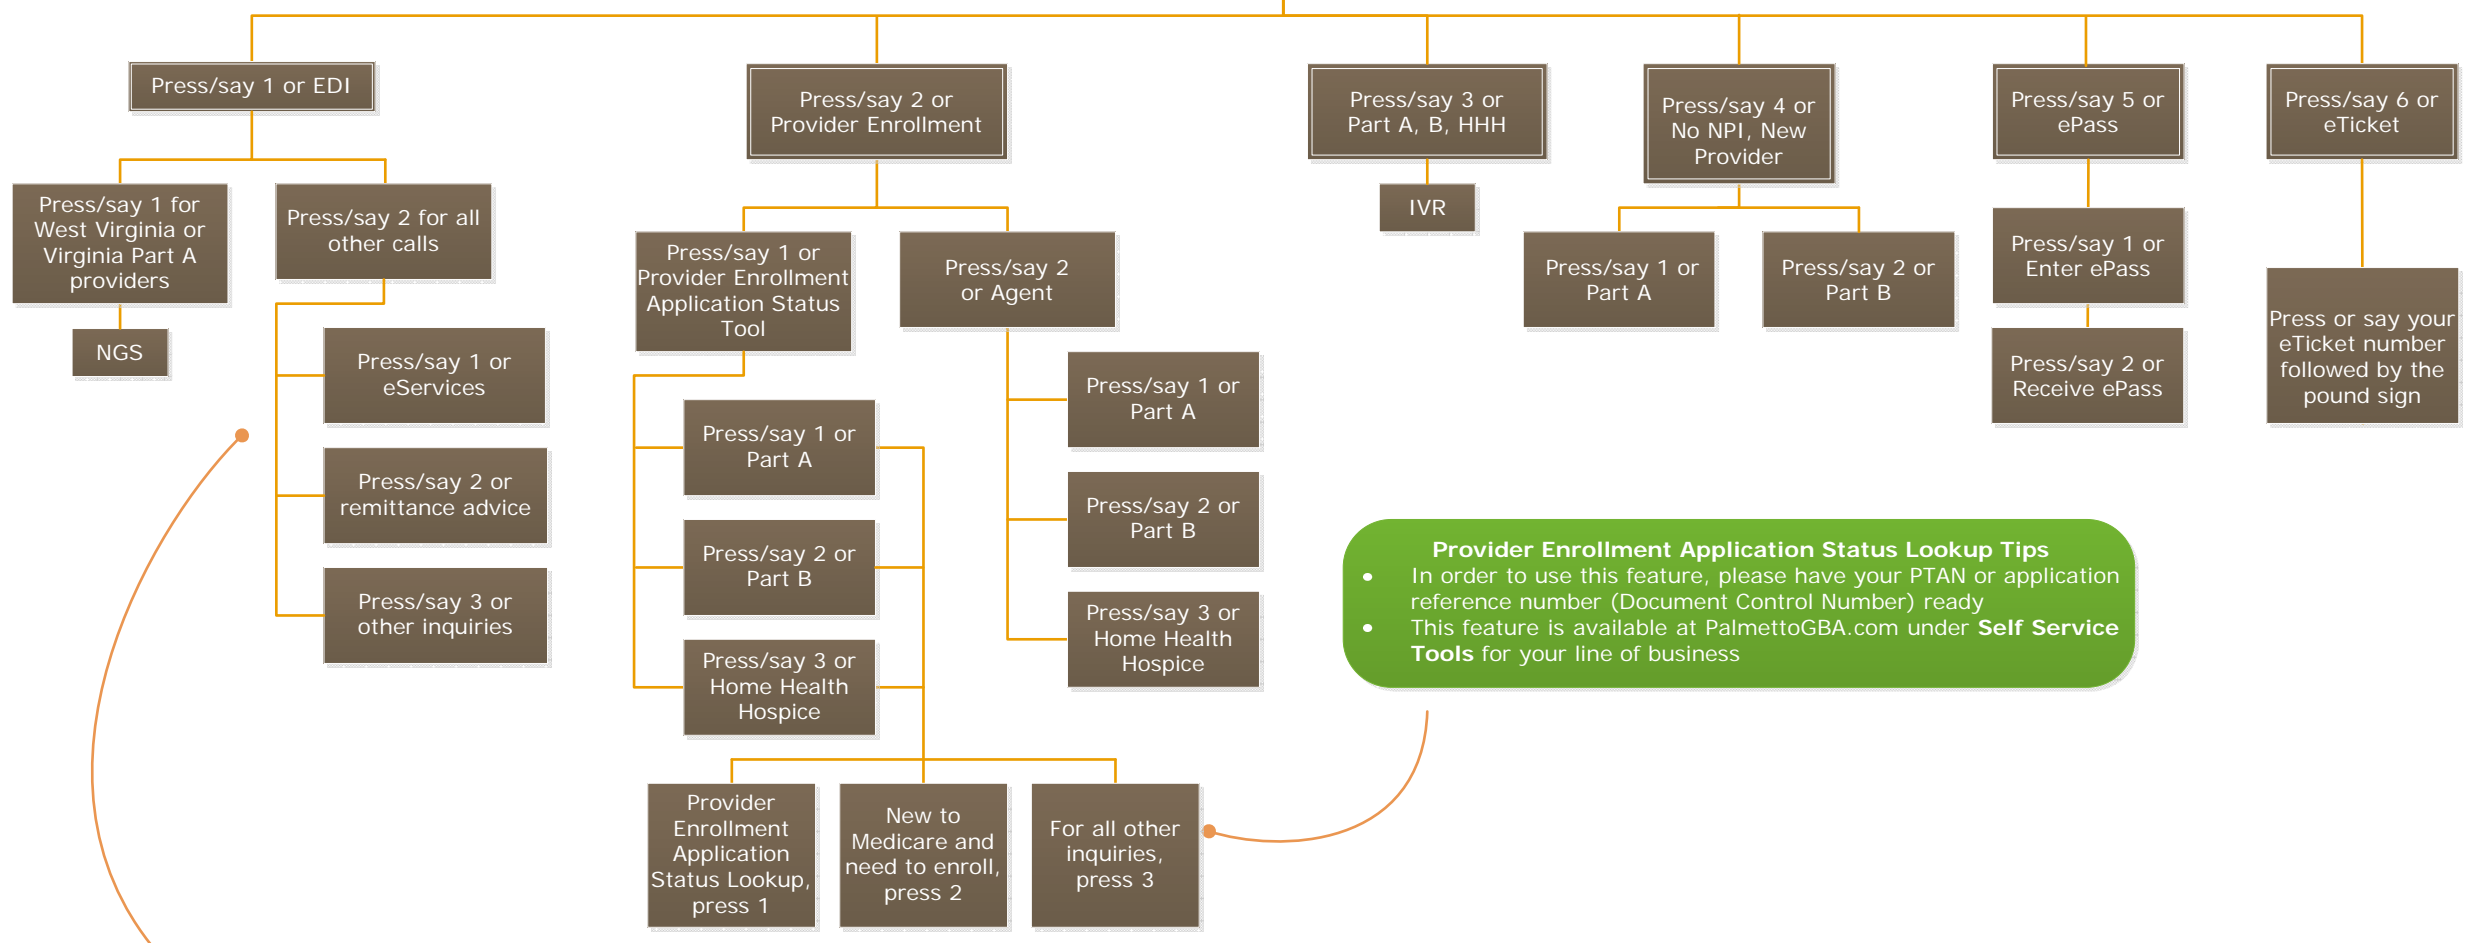 Press/say 1 or EDI
Press/say 2 or
Provider Enrollment
Press/say 3 or
Part A, B, HHH
Press/say 4 or
No NPI, New
Provider
Press/say 5 or
ePass
Press/say 6 or
eTicket
Press/say 1 for
West Virginia or
Virginia Part A
providers
NGS
Press/say 2 for all
other calls
Press/say 1 or
eServices
Press/say 2 or
remittance advice
Press/say 3 or
other inquiries
Press/say 1 or
Provider Enrollment
Application Status
Tool
Press/say 1 or
Part A
Press/say 2 or
Part B
Press/say 3 or
Home Health
Hospice
Provider
Enrollment
Application
Status Lookup,
press 1
New to
Medicare and
need to enroll,
press 2
For all other
inquiries,
press 3
Press/say 2
or Agent
Press/say 1 or
Part A
Press/say 2 or
Part B
Press/say 3 or
Home Health
Hospice
IVR
Press/say 1 or
Part A
Press/say 2 or
Part B
Press/say 1 or
Enter ePass
Press/say 2 or
Receive ePass
Press or say your
eTicket number
followed by the
pound sign
Provider Enrollment Application Status Lookup Tips
• In order to use this feature, please have your PTAN or application
reference number (Document Control Number) ready
• This feature is available at PalmettoGBA.com under Self Service
Tools for your line of business